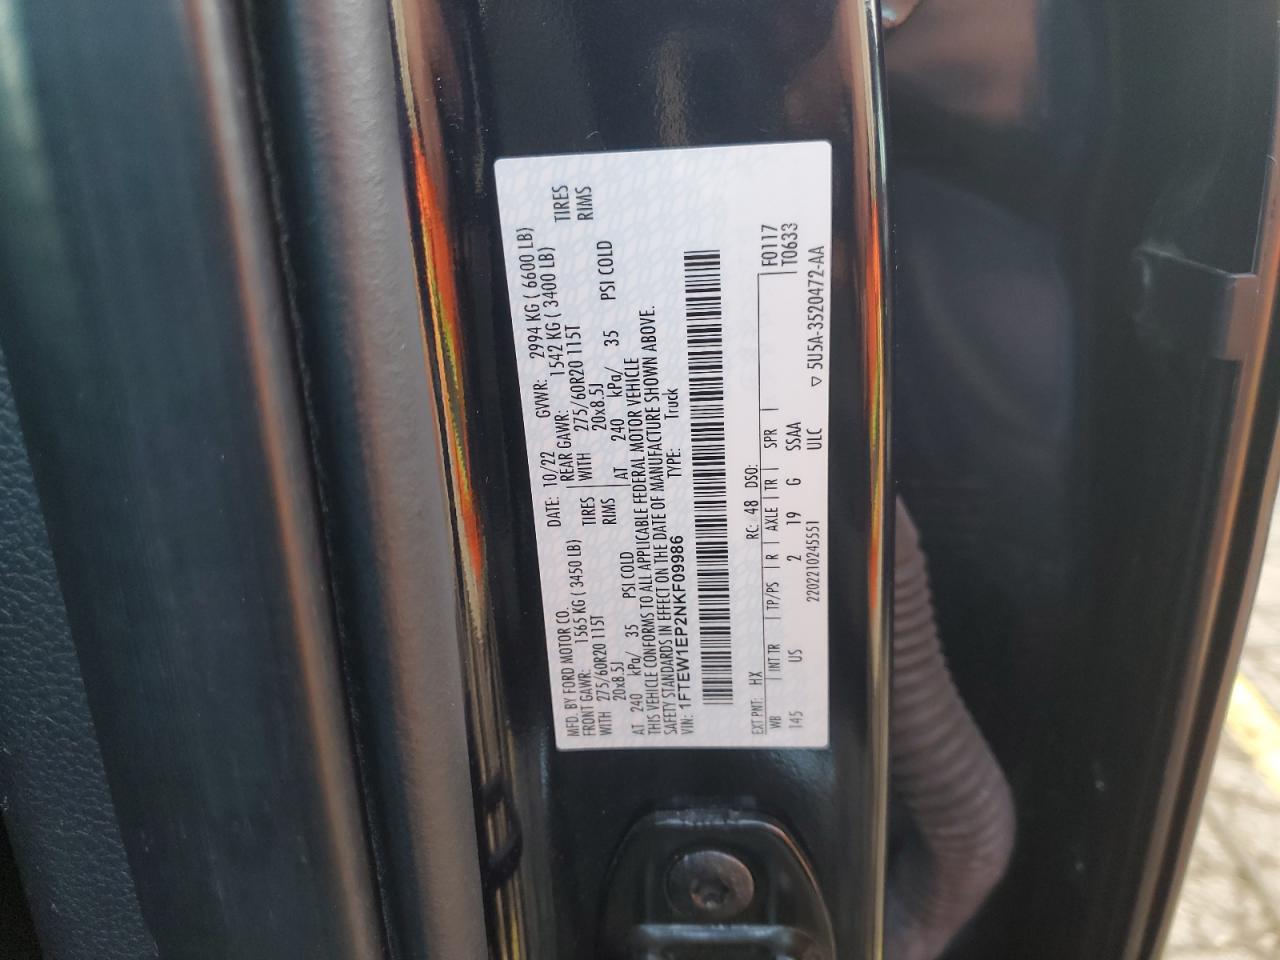 MFD. BY FORD MOTOR CO.
DATE: 10/22 GVWR: 2994 KG ( 6600 LB)
FRONT GAWR: 1565 KG ( 3450 LB) REAR GAWR: 1542 KG ( 3400 LB)
WITH 275/60R20 115T TIRES WITH 275/60R20 115T TIRES
20x8.5J RIMS 20x8.5J RIMS
AT 240 kPa/ 35 PSI COLD AT 240 kPa/ 35 PSI COLD
THIS VEHICLE CONFORMS TO ALL APPLICABLE FEDERAL MOTOR VEHICLE
SAFETY STANDARDS IN EFFECT ON THE DATE OF MANUFACTURE SHOWN ABOVE.
VIN: 1FTEW1EP2NKF09986 TYPE: Truck
EXT PNT: HX RC: 48 DSO: F0117
WB INT TR TP/PS R AXLE TR SPR T0633
145 US 2 19 G SSAA
2202210245551 ULC ▽ 5U5A-3520472-AA